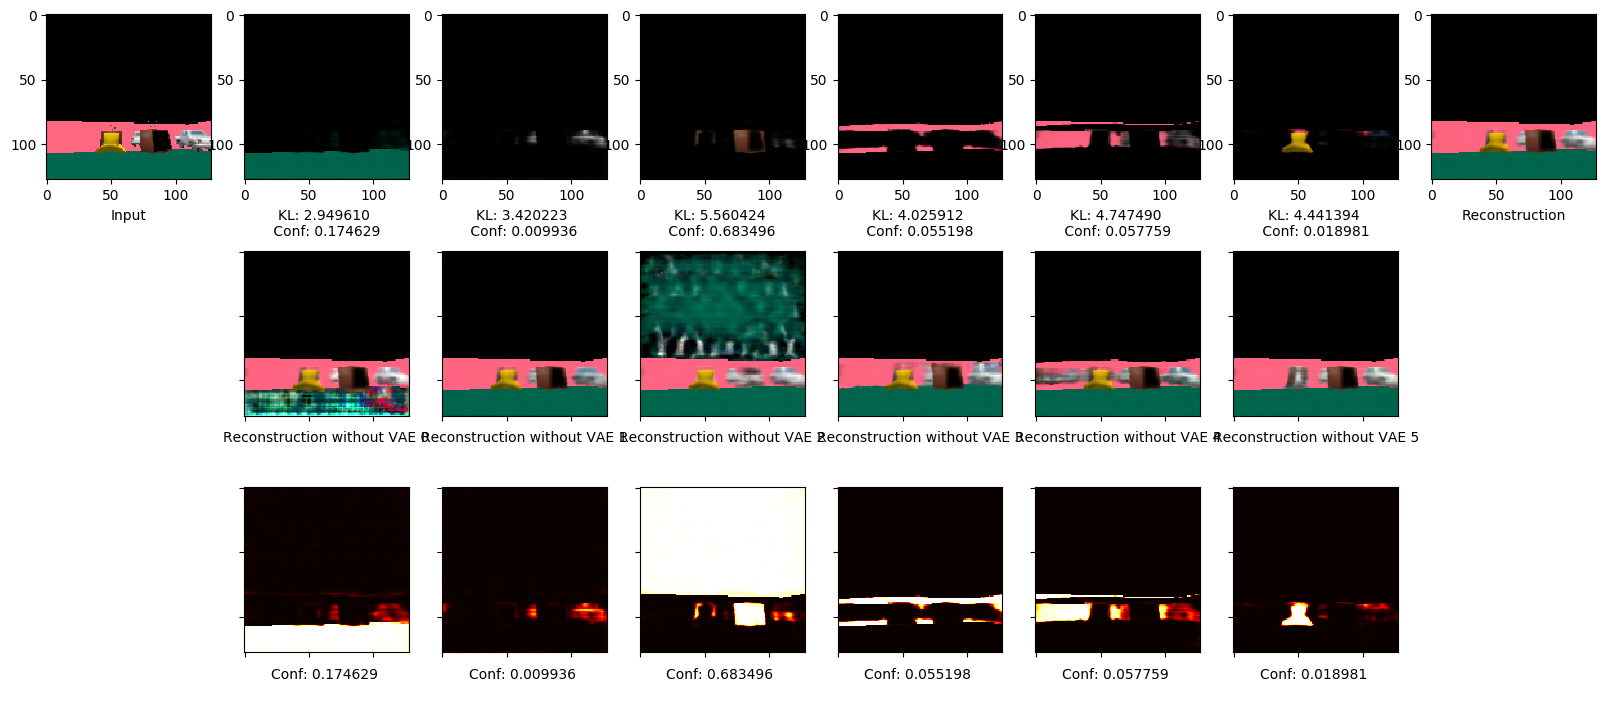 0 0 0 0 0 0 0 0
50 50 50 50 50 50 50 50
100 100 100 100 100 100 100 100
0 50 100 0 50 100 0 50 100 0 50 100 0 50 100 0 50 100 0 50 100 0 50 100
Input KL: 2.949610 KL: 3.420223 KL: 5.560424 KL: 4.025912 KL: 4.747490 KL: 4.441394 Reconstruction
Conf: 0.174629 Conf: 0.009936 Conf: 0.683496 Conf: 0.055198 Conf: 0.057759 Conf: 0.018981
Reconstruction without VAE 0 Reconstruction without VAE 1 Reconstruction without VAE 2 Reconstruction without VAE 3 Reconstruction without VAE 4 Reconstruction without VAE 5
Conf: 0.174629 Conf: 0.009936 Conf: 0.683496 Conf: 0.055198 Conf: 0.057759 Conf: 0.018981